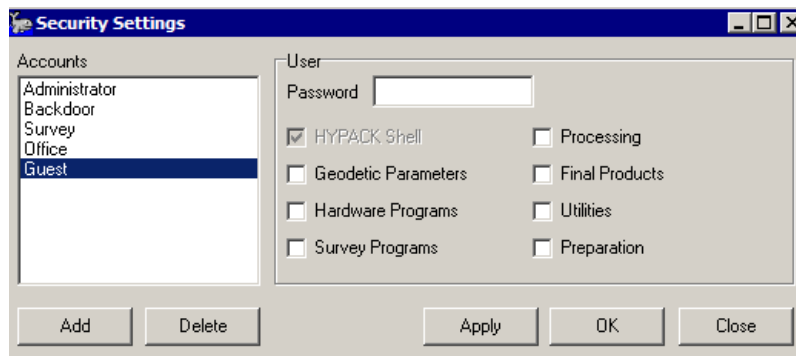 Security Settings
Accounts
Administrator
Backdoor
Survey
Office
Guest
User
Password
HYPACK Shell
Processing
Geodetic Parameters
Final Products
Hardware Programs
Utilities
Survey Programs
Preparation
Add
Delete
Apply
OK
Close